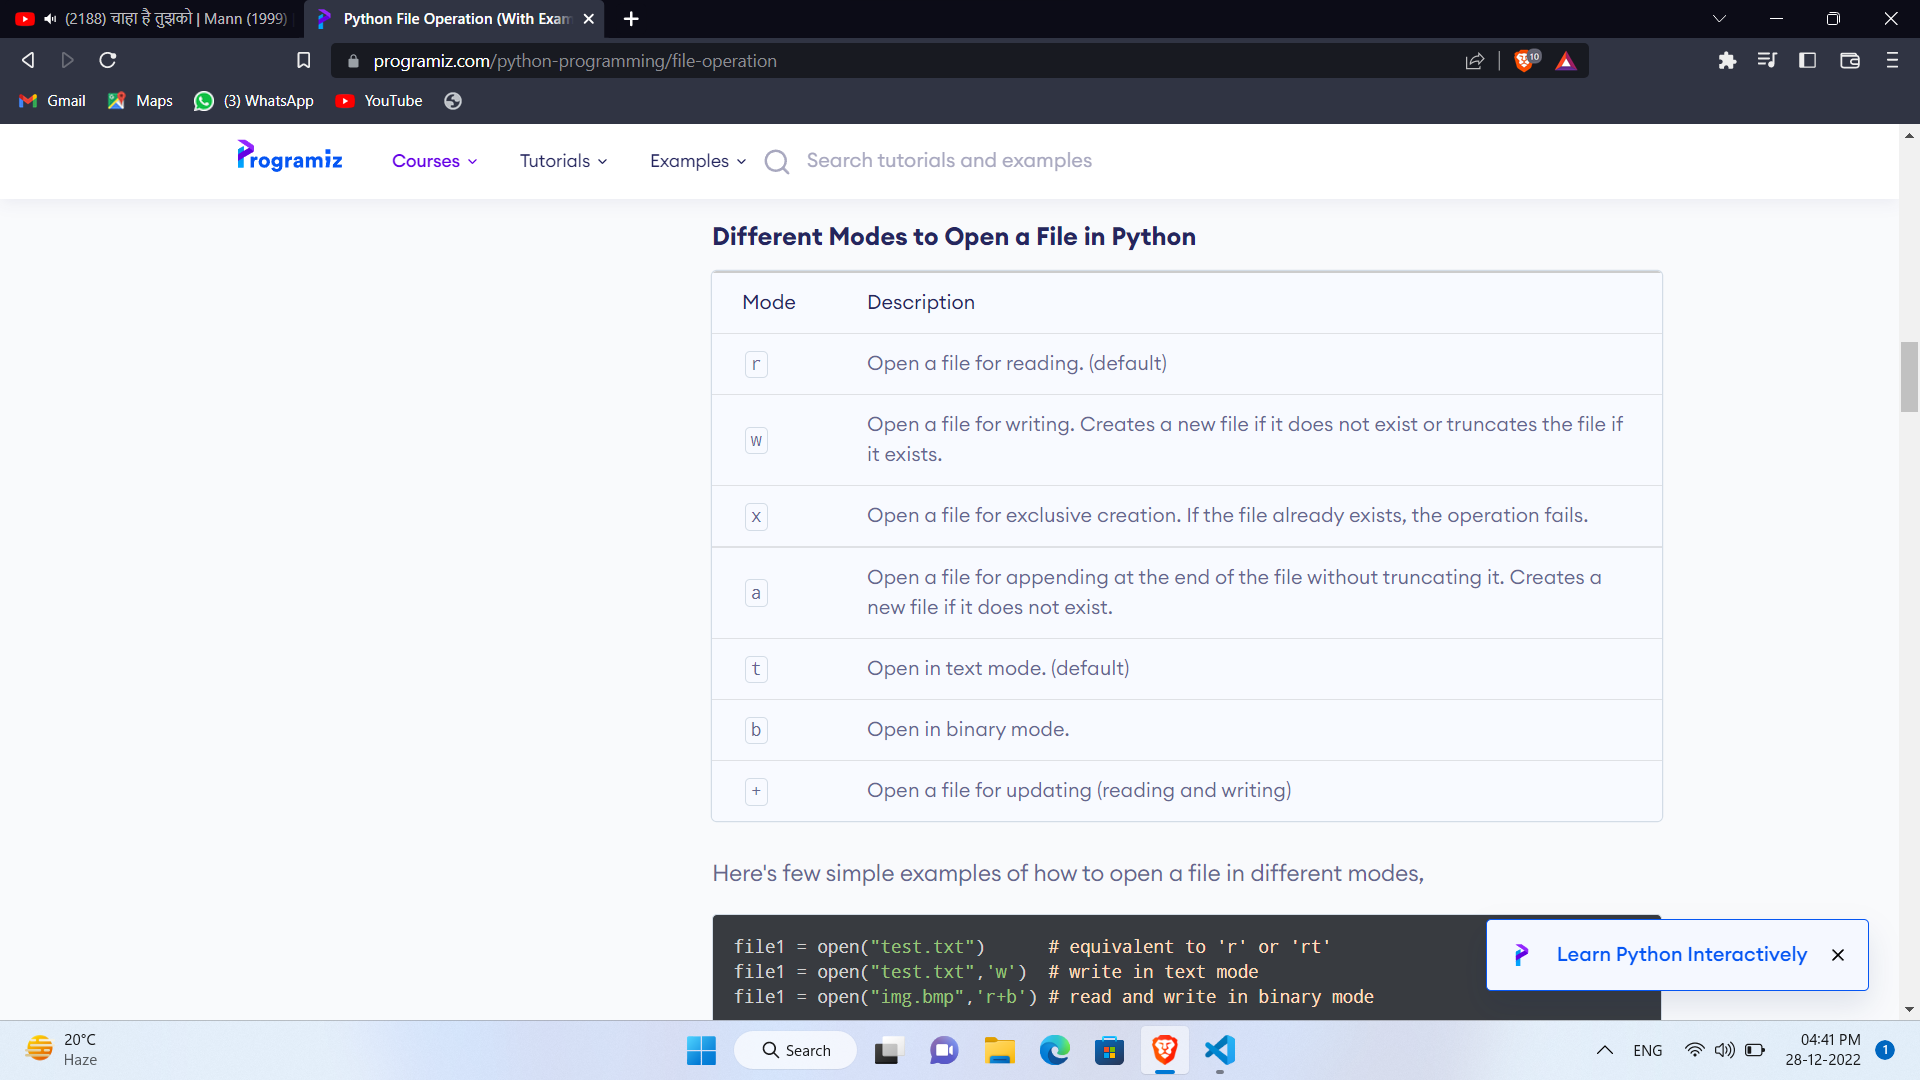 (2188) चाहा है तुझको | Mann (1999)
Python File Operation (With Exam
programiz.com/python-programming/file-operation
10
Gmail
Maps
(3) WhatsApp
YouTube
Programiz
Courses
Tutorials
Examples
Search tutorials and examples
Different Modes to Open a File in Python
Mode Description
r Open a file for reading. (default)
w Open a file for writing. Creates a new file if it does not exist or truncates the file if
it exists.
x Open a file for exclusive creation. If the file already exists, the operation fails.
a Open a file for appending at the end of the file without truncating it. Creates a
new file if it does not exist.
t Open in text mode. (default)
b Open in binary mode.
+ Open a file for updating (reading and writing)
Here's few simple examples of how to open a file in different modes,
file1 = open("test.txt")      # equivalent to 'r' or 'rt'
file1 = open("test.txt",'w')  # write in text mode
file1 = open("img.bmp",'r+b') # read and write in binary mode
Learn Python Interactively
20°C
Haze
Search
ENG
04:41 PM
28-12-2022
1